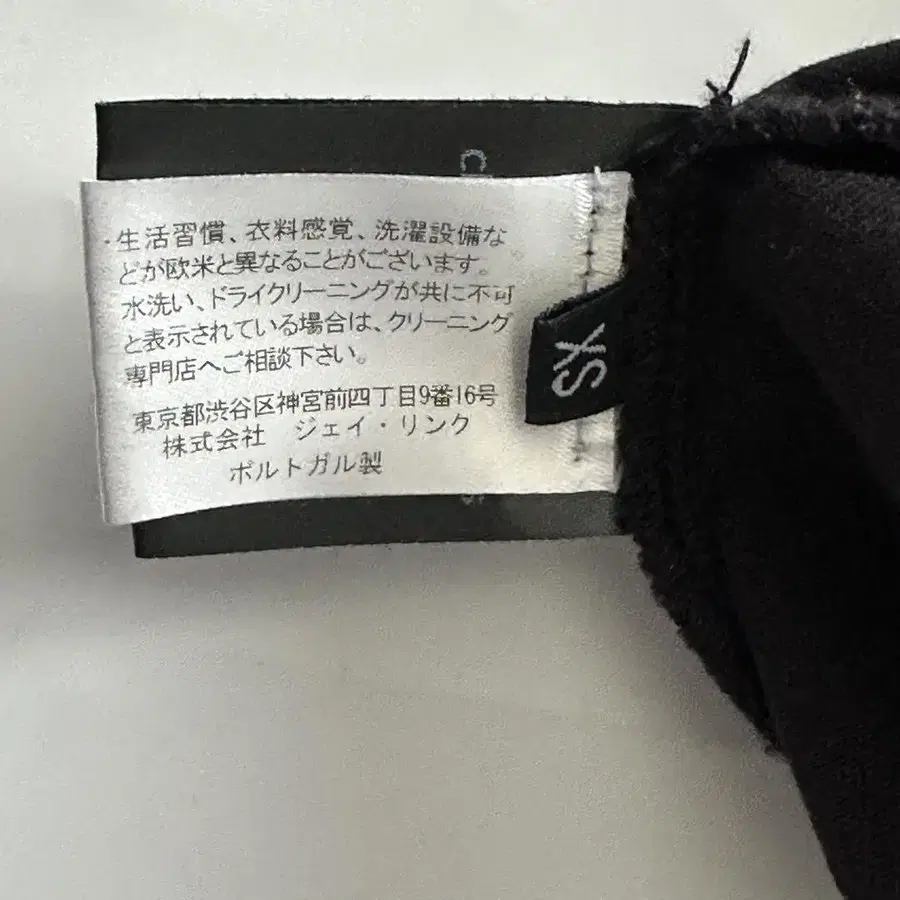 ・生活習慣、衣料感覚、洗濯設備な
どが欧米と異なることがございます。
水洗い、ドライクリーニングが共に不可
と表示されている場合は、クリーニング
専門店へご相談下さい。
東京都渋谷区神宮前四丁目9番16号
株式会社　ジェイ・リンク
ポルトガル製
XS